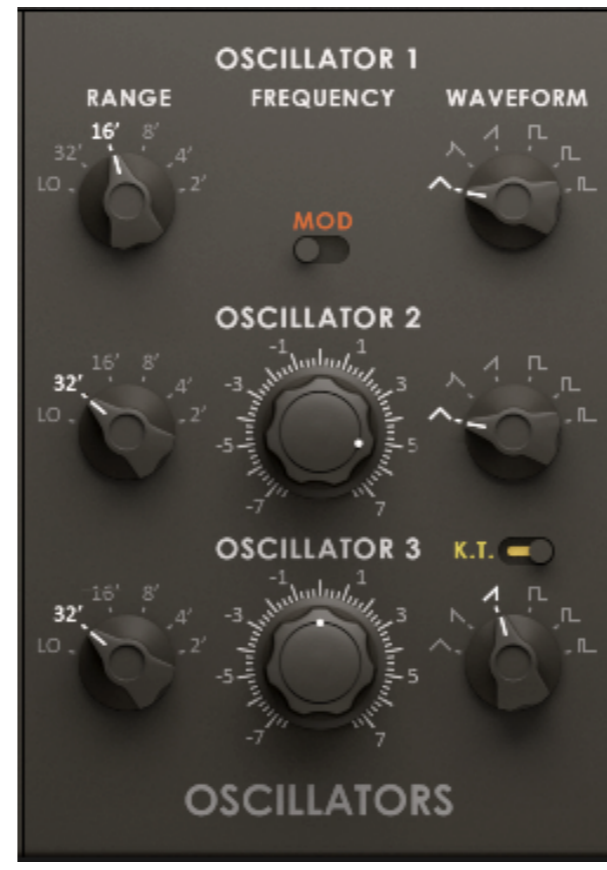 OSCILLATOR 1
RANGE FREQUENCY WAVEFORM
16′ 8′
32′ 4′
LO 2′
MOD
OSCILLATOR 2
16′ 8′ -1 1
32′ 4′ -3 3
LO 2′ -5 5
-7 7
OSCILLATOR 3 K.T.
16′ 8′ -1 1
32′ 4′ -3 3
LO 2′ -5 5
-7 7
OSCILLATORS